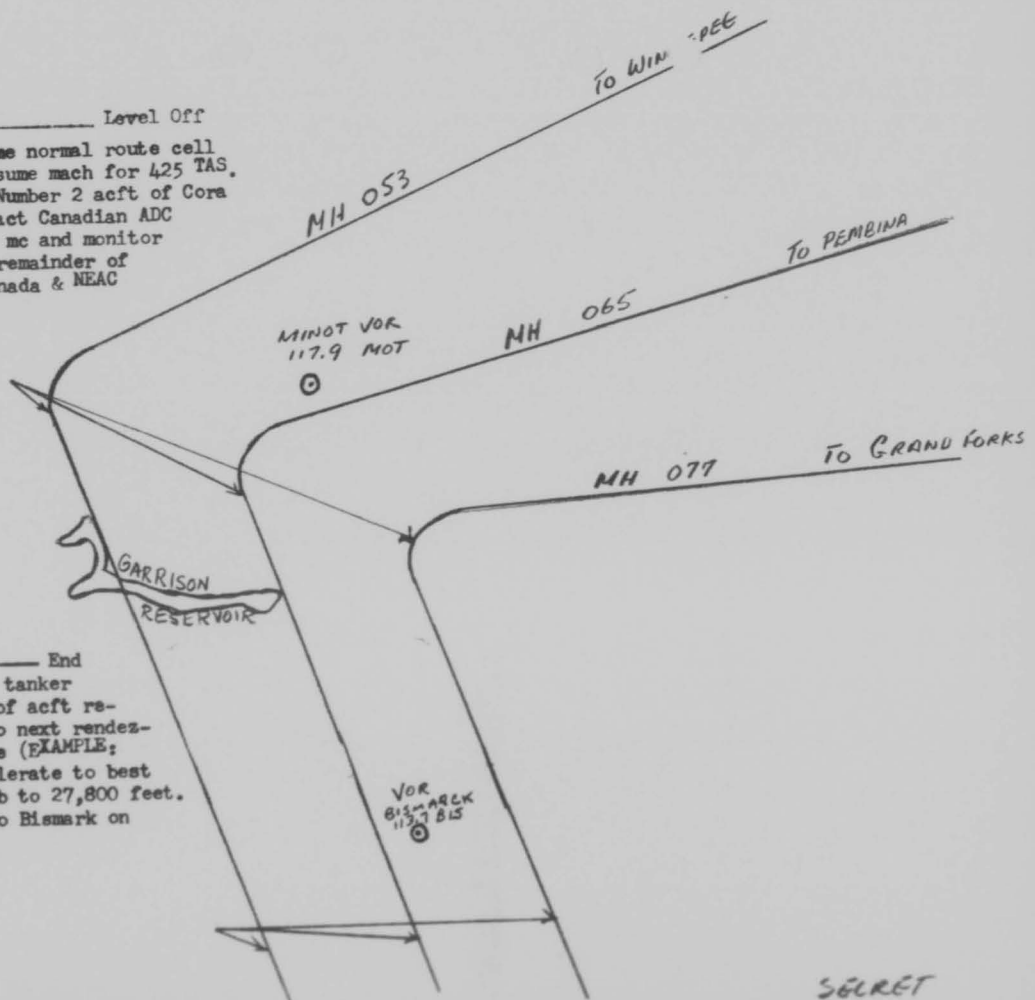 TO WIN PEG
Level Off
me normal route cell
sume mach for 425 TAS.
Number 2 acft of Cora
act Canadian ADC
mc and monitor
remainder of
nada & NEAC
MH 053
TO PEMBINA
MH 065
MINOT VOR
117.9 MOT
TO GRAND FORKS
MH 077
GARRISON
RESERVOIR
End
tanker
of acft re-
o next rendez-
s (EXAMPLE:
lerate to best
b to 27,800 feet.
o Bismark on
VOR
BISMARCK
113.7 BIS
SECRET